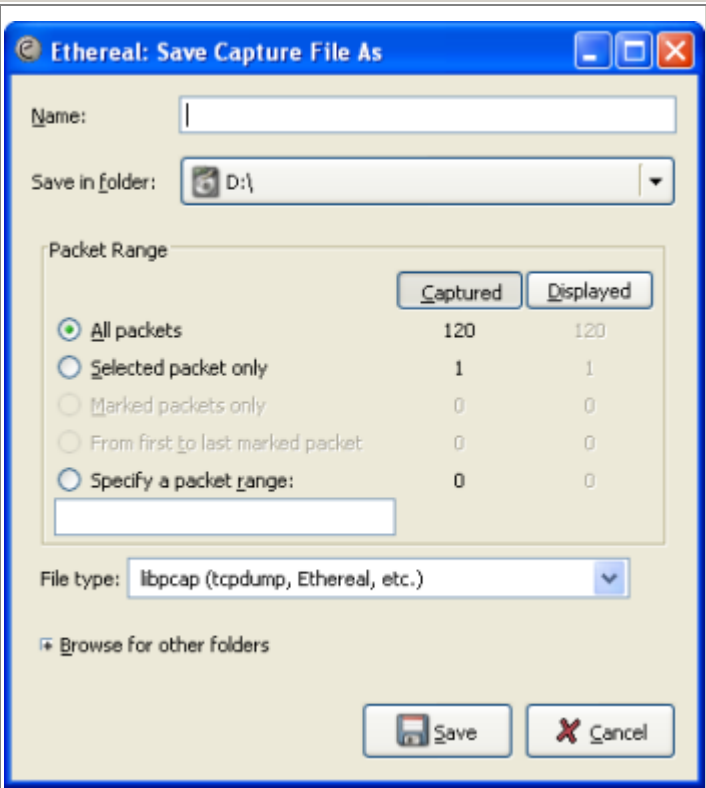 Ethereal: Save Capture File As
Name:
Save in folder: D:\
Packet Range
Captured Displayed
All packets 120 120
Selected packet only 1 1
Marked packets only 0 0
From first to last marked packet 0 0
Specify a packet range: 0 0
File type: libpcap (tcpdump, Ethereal, etc.)
Browse for other folders
Save Cancel